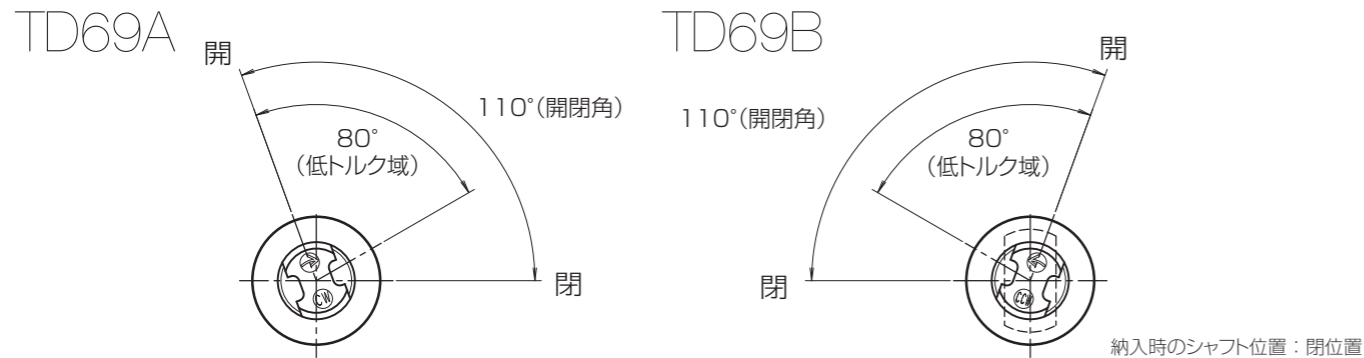 TD69A
開
110°(開閉角)
80°
(低トルク域)
閉
CW
TD69B
開
110°(開閉角)
80°
(低トルク域)
閉
CCW
納入時のシャフト位置：閉位置